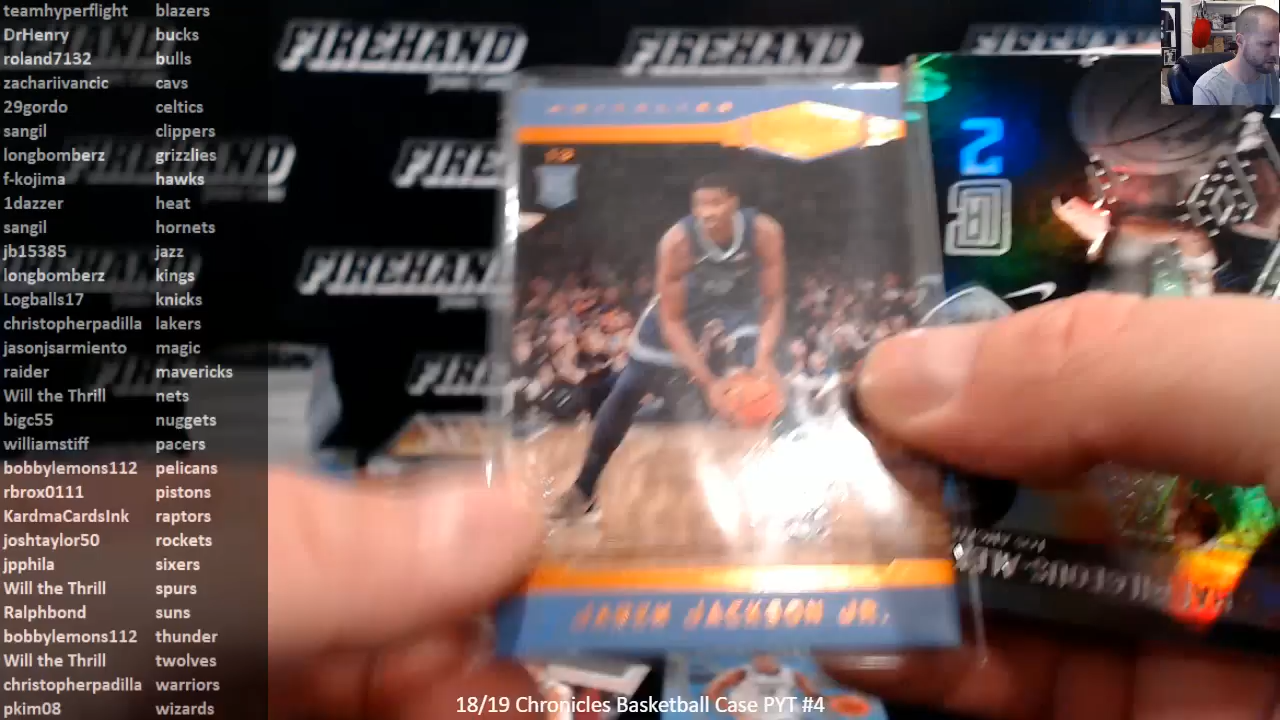 teamhyperflight blazers
DrHenry bucks
roland7132 bulls
zachariivancic cavs
29gordo celtics
sangil clippers
longbomberz grizzlies
f-kojima hawks
1dazzer heat
sangil hornets
jb15385 jazz
longbomberz kings
Logballs17 knicks
christopherpadilla lakers
jasonjsarmiento magic
raider mavericks
Will the Thrill nets
bigc55 nuggets
williamstiff pacers
bobbylemons112 pelicans
rbrox0111 pistons
KardmaCardsInk raptors
joshtaylor50 rockets
jpphila sixers
Will the Thrill spurs
Ralphbond suns
bobbylemons112 thunder
Will the Thrill twolves
christopherpadilla warriors
pkim08 wizards
FIREHAND
FIREHAND
FIREHAND
FIREHAND
FIREHAND
FIREHAND
FIREHAND
2
JAREN JACKSON JR.
18/19 Chronicles Basketball Case PYT #4